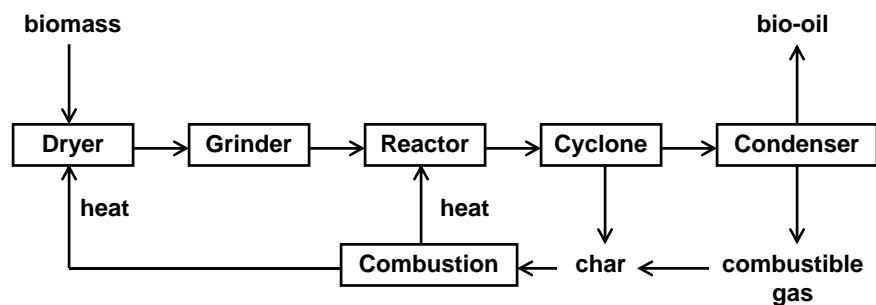 biomass
bio-oil
Dryer
Grinder
Reactor
Cyclone
Condenser
heat
heat
Combustion
char
combustible
gas